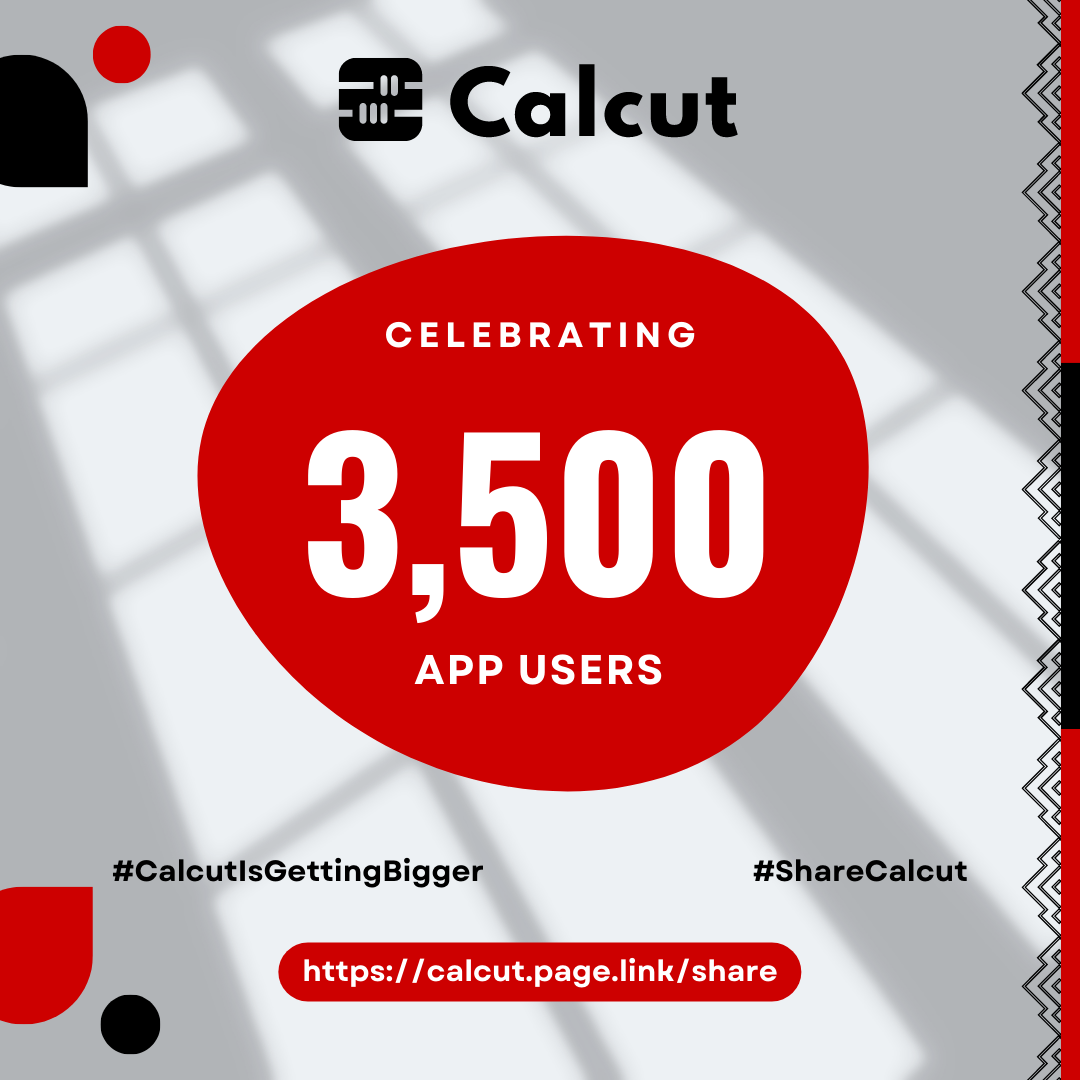 Calcut
CELEBRATING
3,500
APP USERS
#CalcutIsGettingBigger
#ShareCalcut
https://calcut.page.link/share